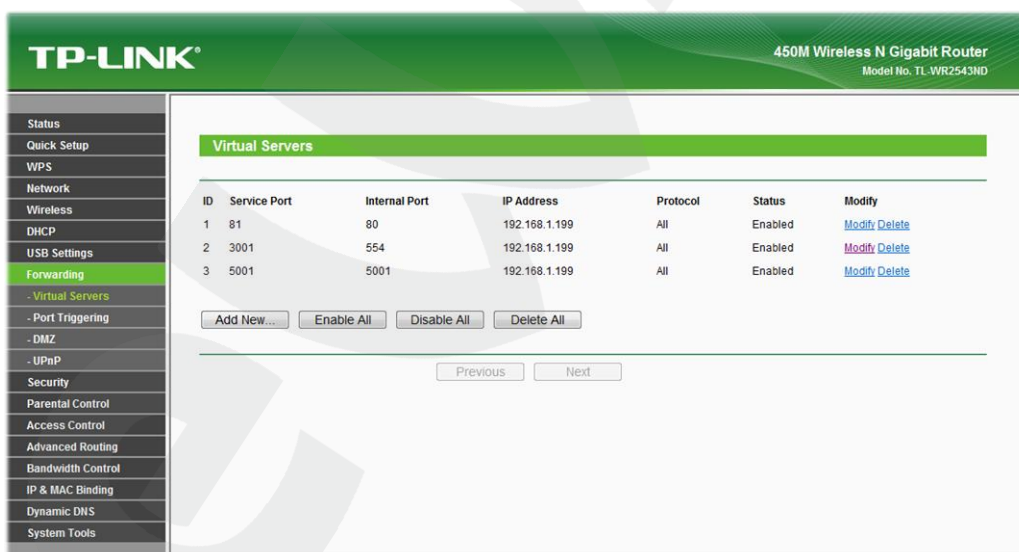 TP-LINK®
450M Wireless N Gigabit Router
Model No. TL-WR2543ND
Status
Quick Setup
WPS
Network
Wireless
DHCP
USB Settings
Forwarding
- Virtual Servers
- Port Triggering
- DMZ
- UPnP
Security
Parental Control
Access Control
Advanced Routing
Bandwidth Control
IP & MAC Binding
Dynamic DNS
System Tools
Virtual Servers
ID Service Port Internal Port IP Address Protocol Status Modify
1 81 80 192.168.1.199 All Enabled Modify Delete
2 3001 554 192.168.1.199 All Enabled Modify Delete
3 5001 5001 192.168.1.199 All Enabled Modify Delete
Add New... Enable All Disable All Delete All
Previous Next